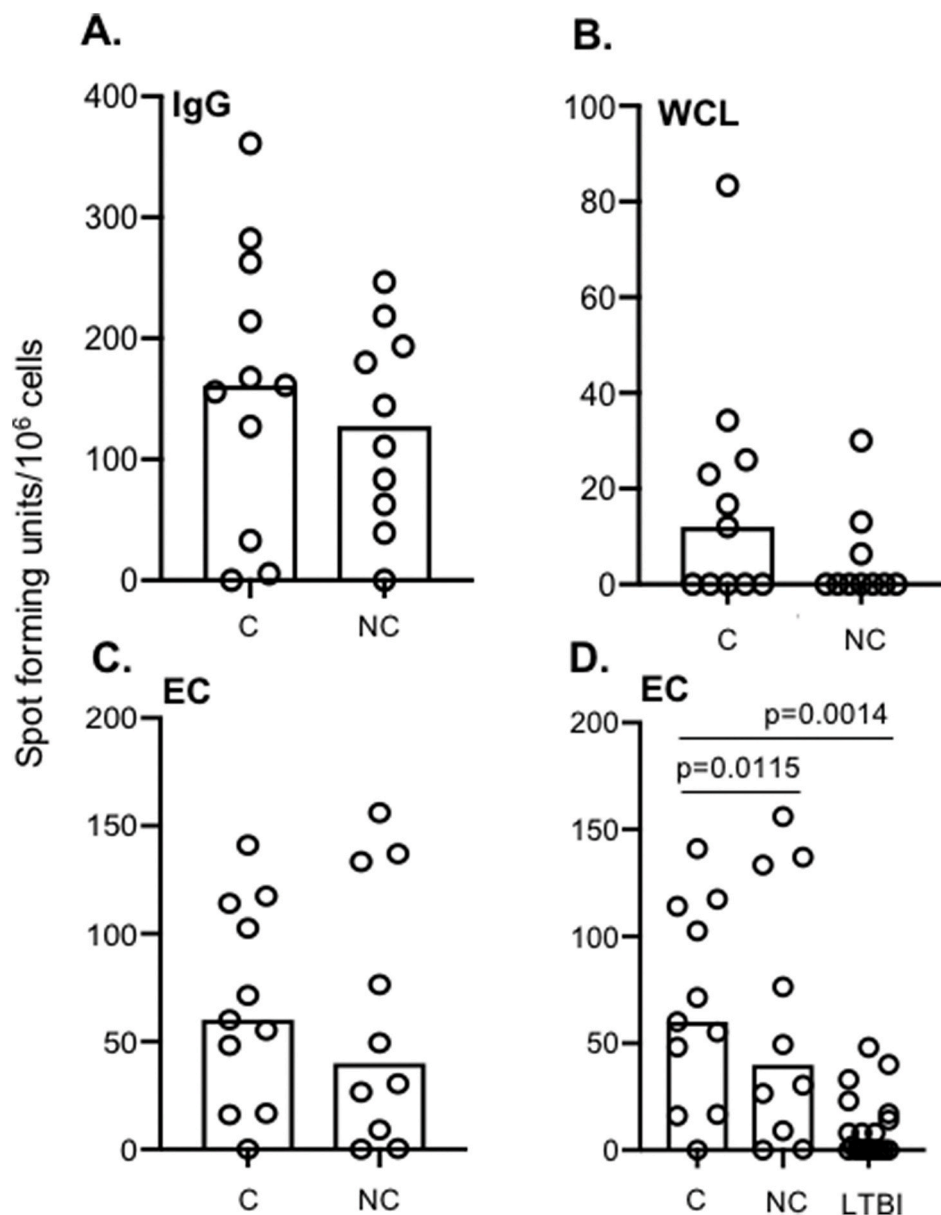 A.
IgG
400
300
200
100
0
C
NC
B.
WCL
100
80
60
40
20
0
C
NC
Spot forming units/10⁶ cells
C.
EC
200
150
100
50
0
C
NC
D.
EC
200
150
100
50
0
p=0.0014
p=0.0115
C
NC
LTBI